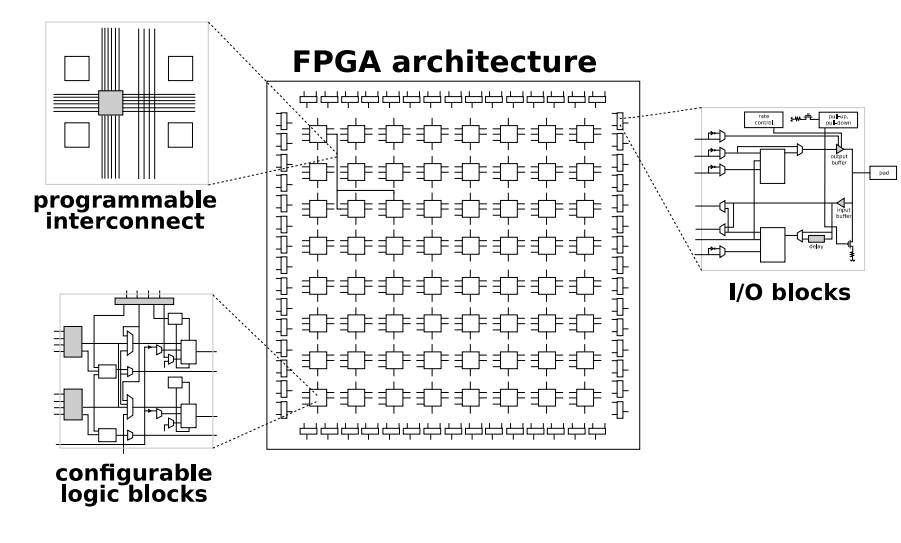 FPGA architecture
programmable
interconnect
rate
control
pull-up,
pull-down
output
buffer
pad
input
buffer
delay
I/O blocks
configurable
logic blocks